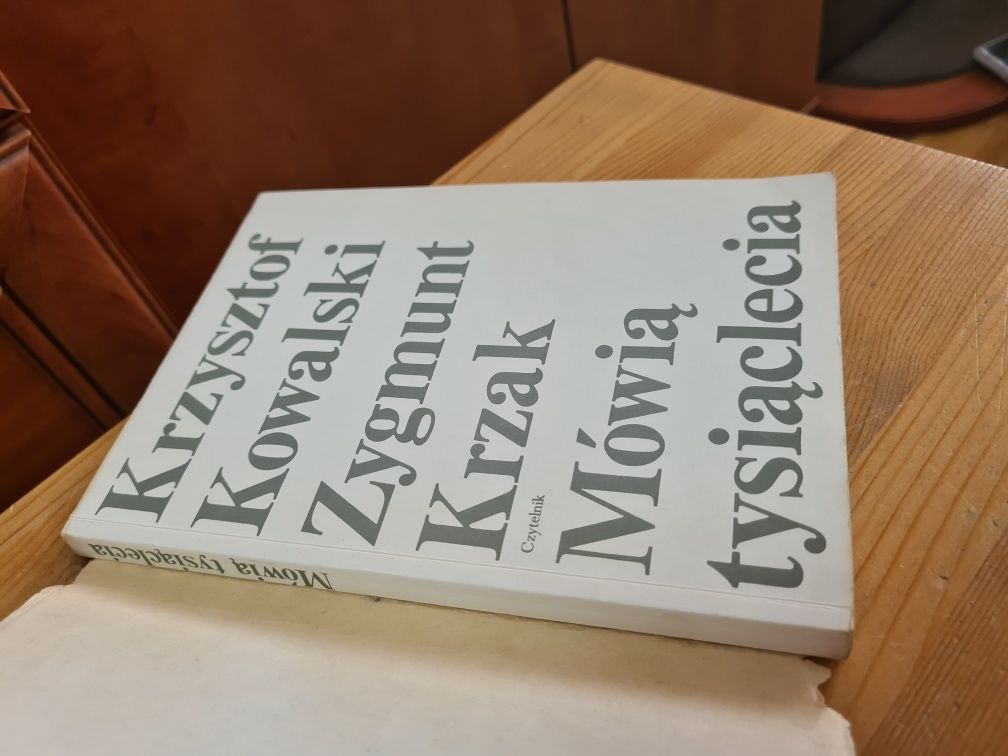 Krzysztof
Kowalski
Zygmunt
Krzak
Czytelnik
Mówią
tysiąclecia
Mówią tysiąclecia